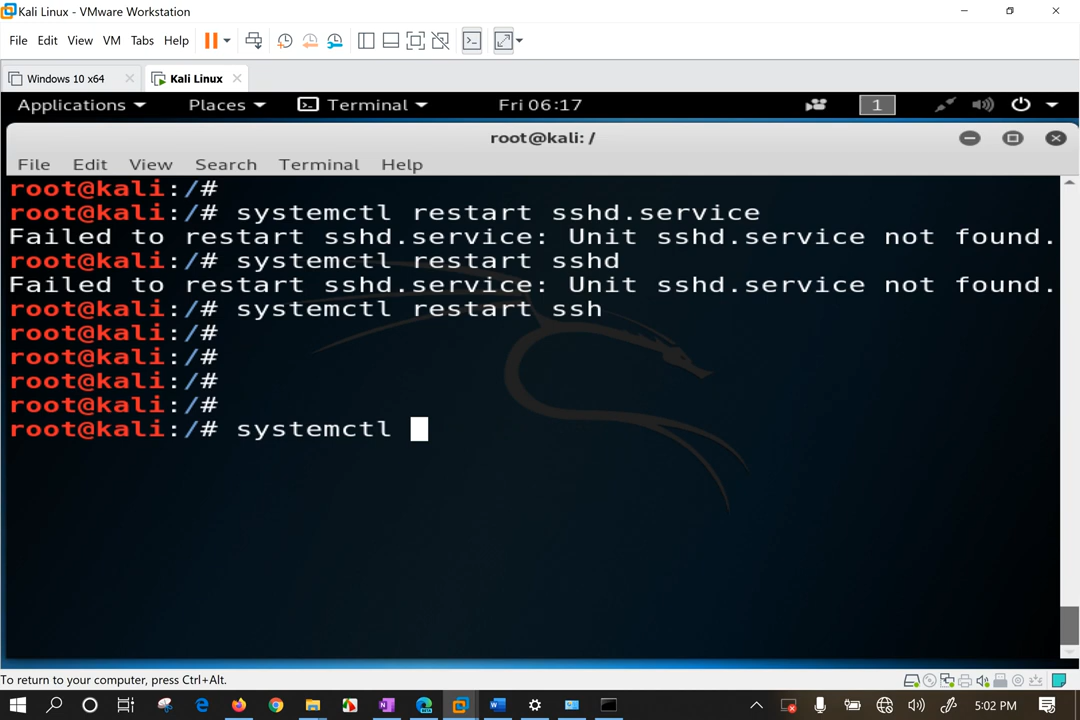 Kali Linux - VMware Workstation
File Edit View VM Tabs Help
Windows 10 x64 Kali Linux
Applications Places Terminal Fri 06:17 1
root@kali: /
File Edit View Search Terminal Help
root@kali:/#
root@kali:/# systemctl restart sshd.service
Failed to restart sshd.service: Unit sshd.service not found.
root@kali:/# systemctl restart sshd
Failed to restart sshd.service: Unit sshd.service not found.
root@kali:/# systemctl restart ssh
root@kali:/#
root@kali:/#
root@kali:/#
root@kali:/#
root@kali:/# systemctl
To return to your computer, press Ctrl+Alt.
5:02 PM